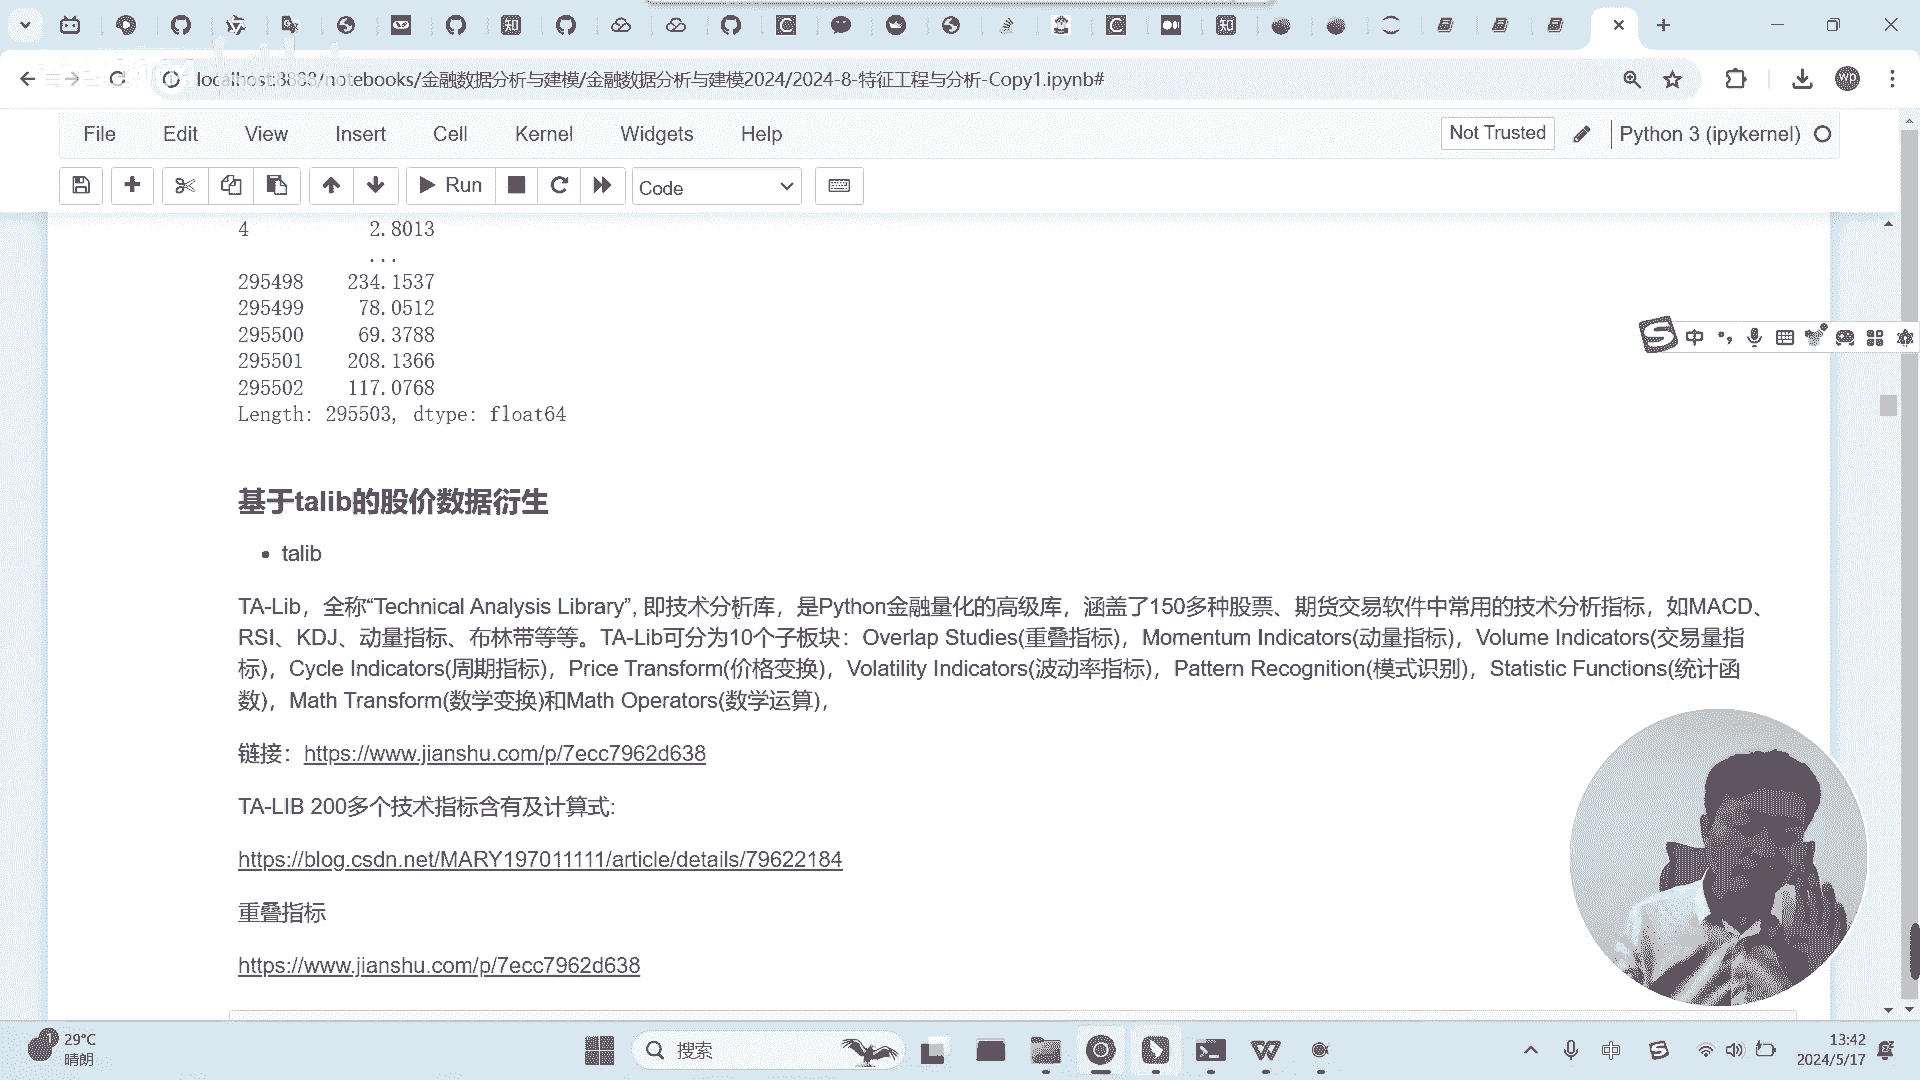 localhost:8888/notebooks/金融数据分析与建模/金融数据分析与建模2024/2024-8-特征工程与分析-Copy1.ipynb#
wp
File Edit View Insert Cell Kernel Widgets Help
Not Trusted
Python 3 (ipykernel)
Run
Code
4 2.8013
...
295498 234.1537
295499 78.0512
295500 69.3788
295501 208.1366
295502 117.0768
Length: 295503, dtype: float64
中
基于talib的股价数据衍生
talib
TA-Lib，全称“Technical Analysis Library”, 即技术分析库，是Python金融量化的高级库，涵盖了150多种股票、期货交易软件中常用的技术分析指标，如MACD、
RSI、KDJ、动量指标、布林带等等。TA-Lib可分为10个子板块：Overlap Studies(重叠指标)，Momentum Indicators(动量指标)，Volume Indicators(交易量指
标)，Cycle Indicators(周期指标)，Price Transform(价格变换)，Volatility Indicators(波动率指标)，Pattern Recognition(模式识别)，Statistic Functions(统计函
数)，Math Transform(数学变换)和Math Operators(数学运算)，
链接：https://www.jianshu.com/p/7ecc7962d638
TA-LIB 200多个技术指标含有及计算式:
https://blog.csdn.net/MARY197011111/article/details/79622184
重叠指标
https://www.jianshu.com/p/7ecc7962d638
29°C
晴朗
搜索
中
13:42
2024/5/17